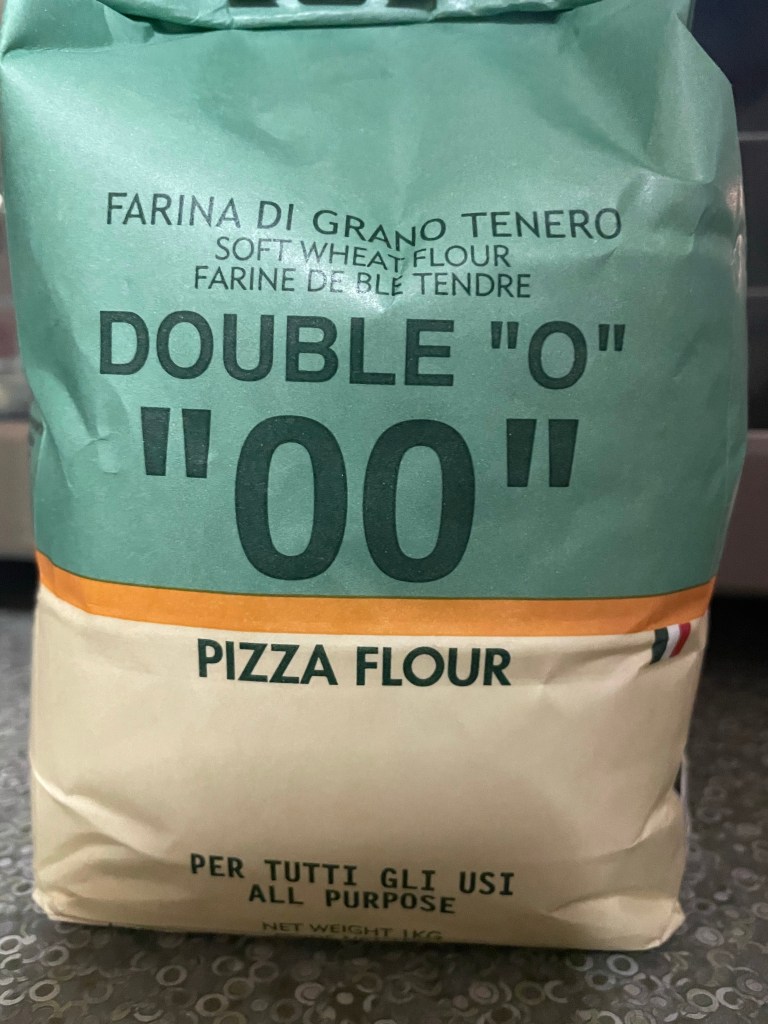 FARINA DI GRANO TENERO
SOFT WHEAT FLOUR
FARINE DE BLÉ TENDRE
DOUBLE "O"
"00"
PIZZA FLOUR
PER TUTTI GLI USI
ALL PURPOSE
NET WEIGHT 1KG